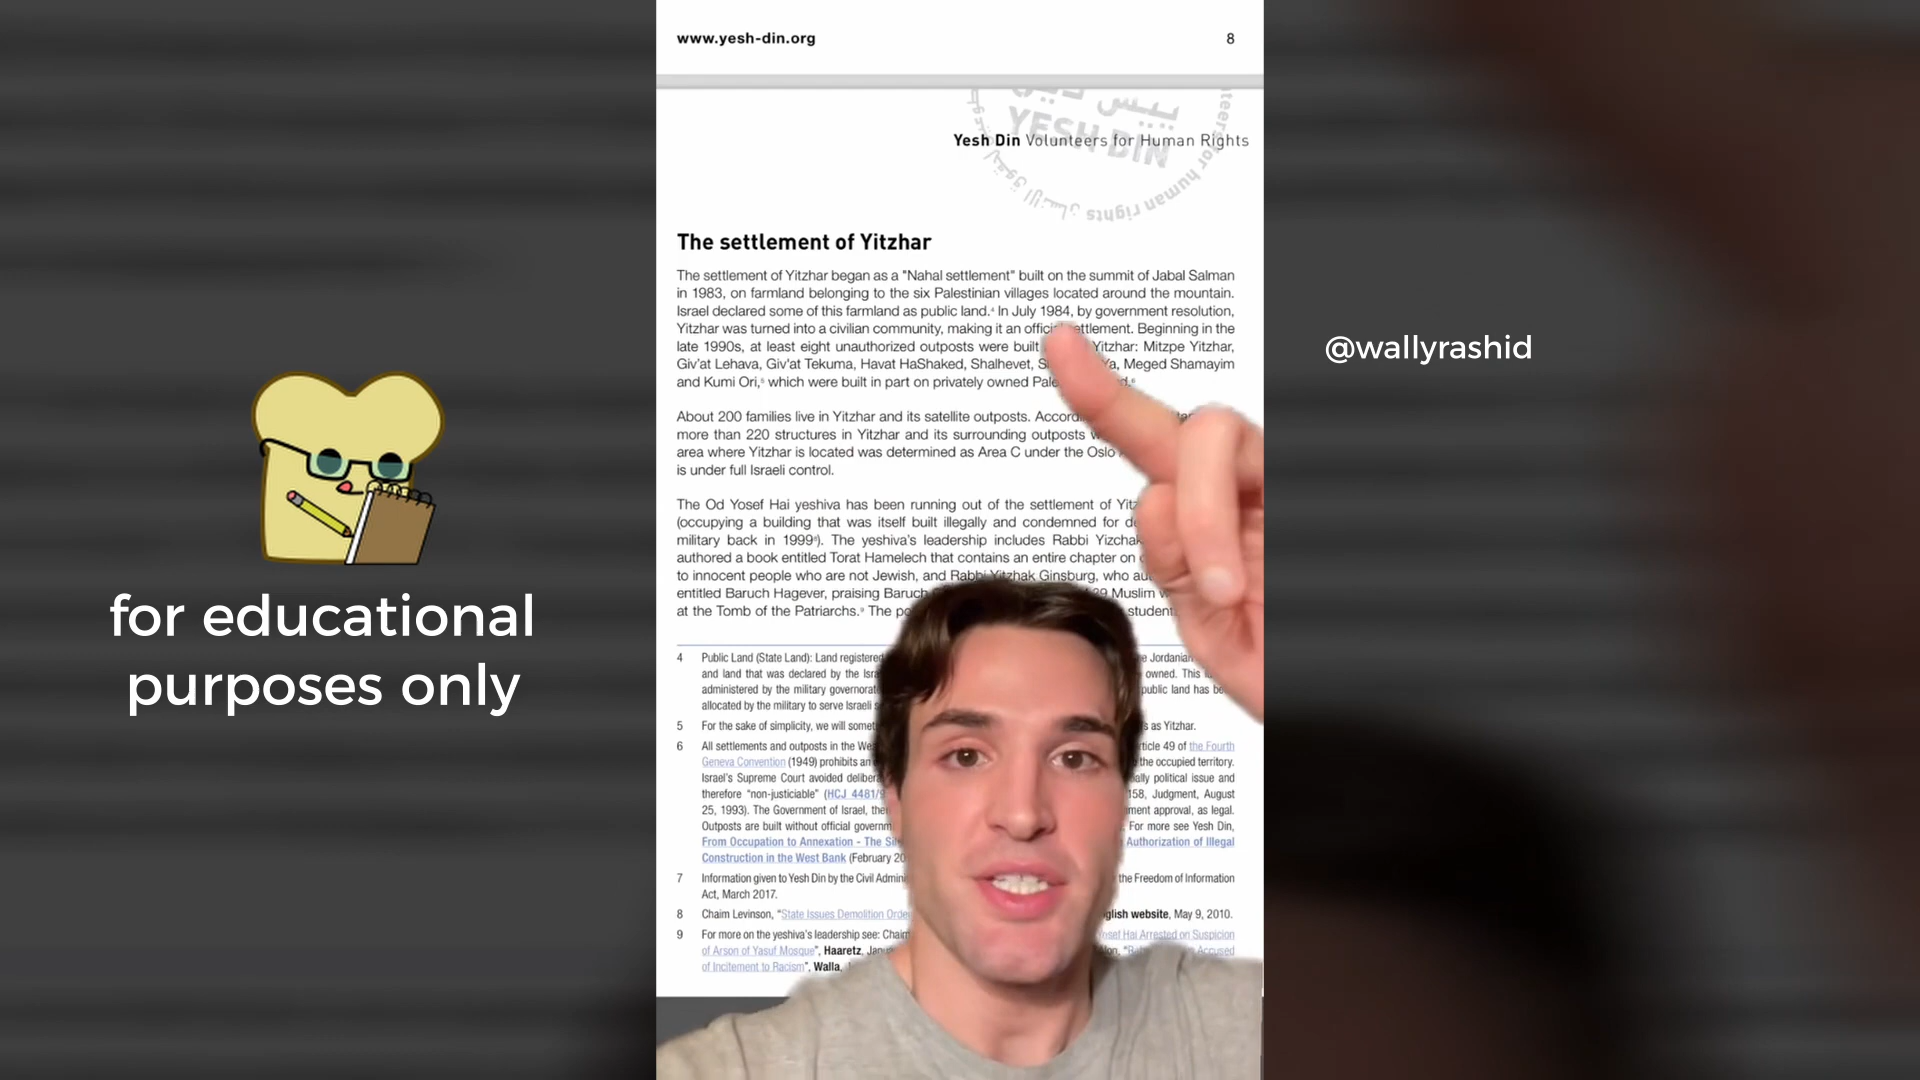 www.yesh-din.org
8
YESH DIN
Yesh Din Volunteers for Human Rights
human rights
The settlement of Yitzhar
The settlement of Yitzhar began as a "Nahal settlement" built on the summit of Jabal Salman
in 1983, on farmland belonging to the six Palestinian villages located around the mountain.
Israel declared some of this farmland as public land.⁴ In July 1984, by government resolution,
Yitzhar was turned into a civilian community, making it an settlement. Beginning in the
late 1990s, at least eight unauthorized outposts were built Yitzhar: Mitzpe Yitzhar,
Giv'at Lehava, Giv'at Tekuma, Havat HaShaked, Shalhevet, Meged Shamayim
and Kumi Ori,⁵ which were built in part on privately owned
About 200 families live in Yitzhar and its satellite outposts.
more than 220 structures in Yitzhar and its surrounding outposts
area where Yitzhar is located was determined as Area C under the Oslo
is under full Israeli control.
The Od Yosef Hai yeshiva has been running out of the settlement of
(occupying a building that was itself built illegally and condemned for
military back in 1999⁸). The yeshiva's leadership includes Rabbi
authored a book entitled Torat Hamelech that contains an entire chapter on
to innocent people who are not Jewish, and Rabbi Yitzhak Ginsburg, who
entitled Baruch Hagever, praising Baruch Muslim
at the Tomb of the Patriarchs.⁹ The
4 Public Land (State Land): Land registered Jordanian
and land that was declared by the owned. This
administered by the military public land has
allocated by the military to serve Israeli
5 For the sake of simplicity, we will as Yitzhar.
6 All settlements and outposts in the Article 49 of the Fourth
Geneva Convention (1949) prohibits an the occupied territory.
Israel's Supreme Court avoided political issue and
therefore "non-justiciable" (HCJ Judgment, August
25, 1993). The Government of Israel, approval, as legal.
Outposts are built without official For more see Yesh Din,
From Occupation to Annexation - The Authorization of Illegal
Construction in the West Bank (February
7 Information given to Yesh Din by the Civil the Freedom of Information
Act, March 2017.
8 Chaim Levinson, "State Issues Demolition website, May 9, 2010.
9 For more on the yeshiva's leadership see: Hai Arrested on Suspicion
of Arson of Yasuf Mosque", Haaretz, Accused
of Incitement to Racism", Walla,
@wallyrashid
for educational
purposes only